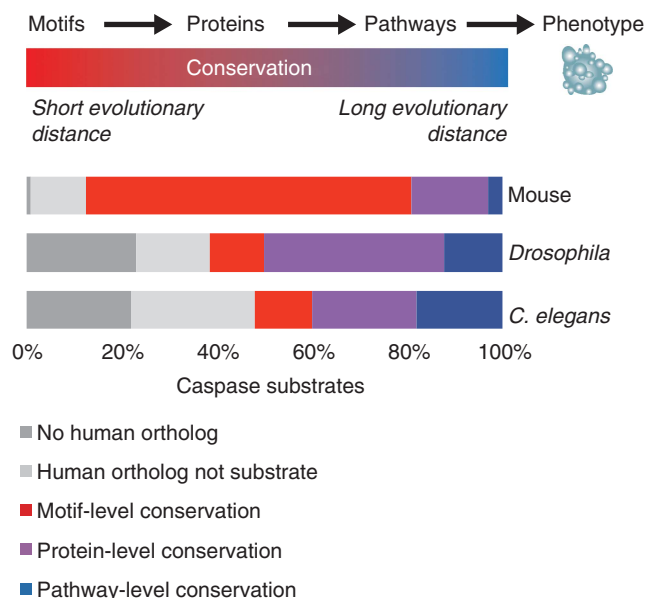 Motifs Proteins Pathways Phenotype
Conservation
Short evolutionary distance
Long evolutionary distance
Mouse
Drosophila
C. elegans
0% 20% 40% 60% 80% 100%
Caspase substrates
No human ortholog
Human ortholog not substrate
Motif-level conservation
Protein-level conservation
Pathway-level conservation